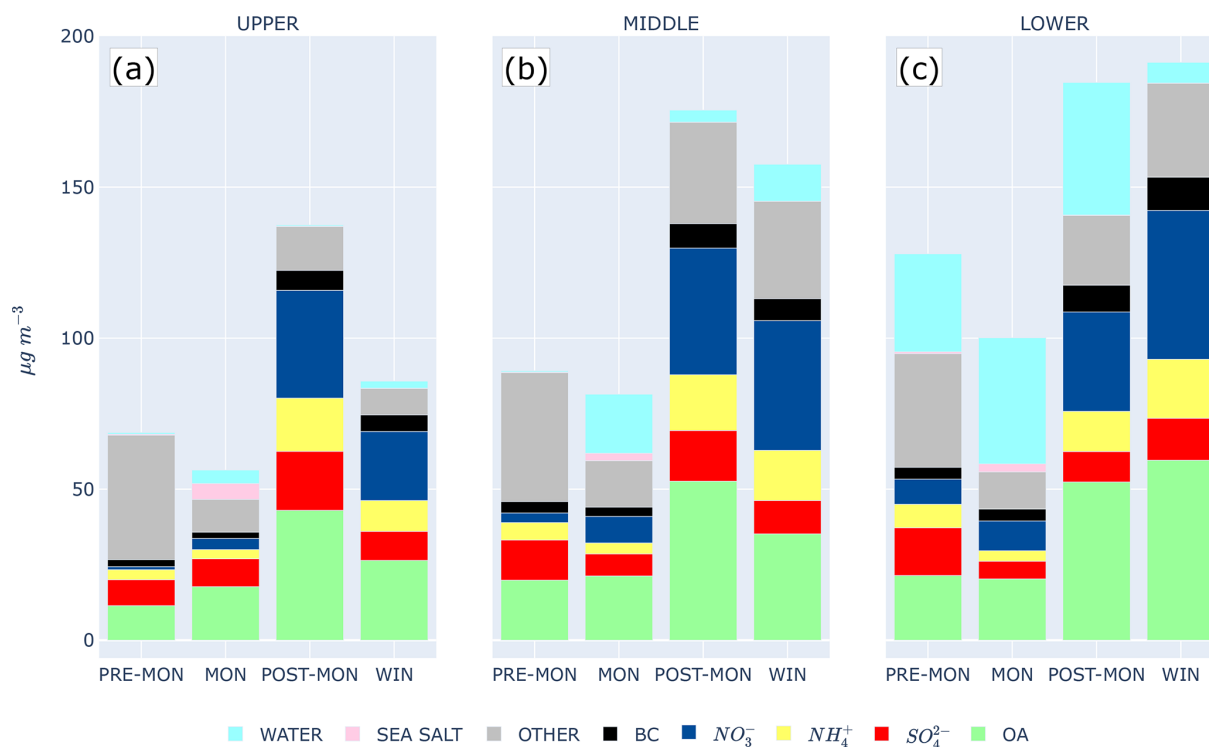 UPPER MIDDLE LOWER
200 (a) (b) (c)
150
100
50
0
μg m⁻³
PRE-MON MON POST-MON WIN PRE-MON MON POST-MON WIN PRE-MON MON POST-MON WIN
WATER SEA SALT OTHER BC NO₃⁻ NH₄⁺ SO₄²⁻ OA